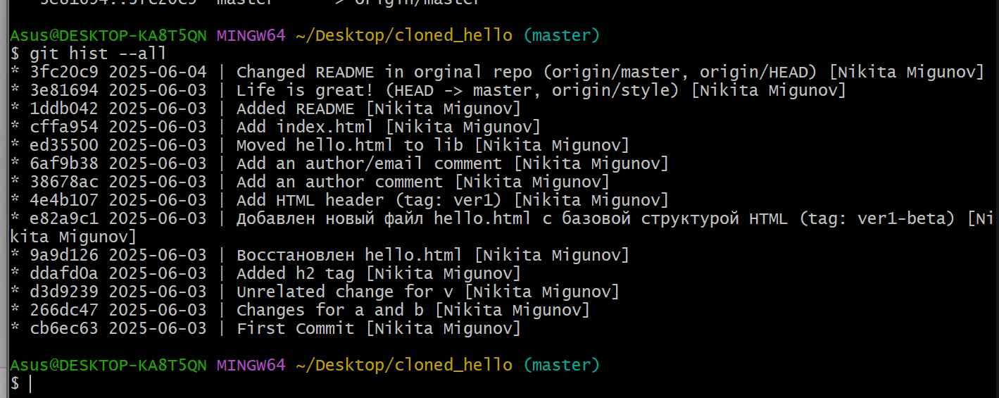 3e81694..3fc20c9  master     -> origin/master
Asus@DESKTOP-KA8T5QN MINGW64 ~/Desktop/cloned_hello (master)
$ git hist --all
* 3fc20c9 2025-06-04 | Changed README in orginal repo (origin/master, origin/HEAD) [Nikita Migunov]
* 3e81694 2025-06-03 | Life is great! (HEAD -> master, origin/style) [Nikita Migunov]
* 1ddb042 2025-06-03 | Added README [Nikita Migunov]
* cffa954 2025-06-03 | Add index.html [Nikita Migunov]
* ed35500 2025-06-03 | Moved hello.html to lib [Nikita Migunov]
* 6af9b38 2025-06-03 | Add an author/email comment [Nikita Migunov]
* 38678ac 2025-06-03 | Add an author comment [Nikita Migunov]
* 4e4b107 2025-06-03 | Add HTML header (tag: ver1) [Nikita Migunov]
* e82a9c1 2025-06-03 | Добавлен новый файл hello.html с базовой структурой HTML (tag: ver1-beta) [Ni
kita Migunov]
* 9a9d126 2025-06-03 | Восстановлен hello.html [Nikita Migunov]
* ddafd0a 2025-06-03 | Added h2 tag [Nikita Migunov]
* d3d9239 2025-06-03 | Unrelated change for v [Nikita Migunov]
* 266dc47 2025-06-03 | Changes for a and b [Nikita Migunov]
* cb6ec63 2025-06-03 | First Commit [Nikita Migunov]
Asus@DESKTOP-KA8T5QN MINGW64 ~/Desktop/cloned_hello (master)
$